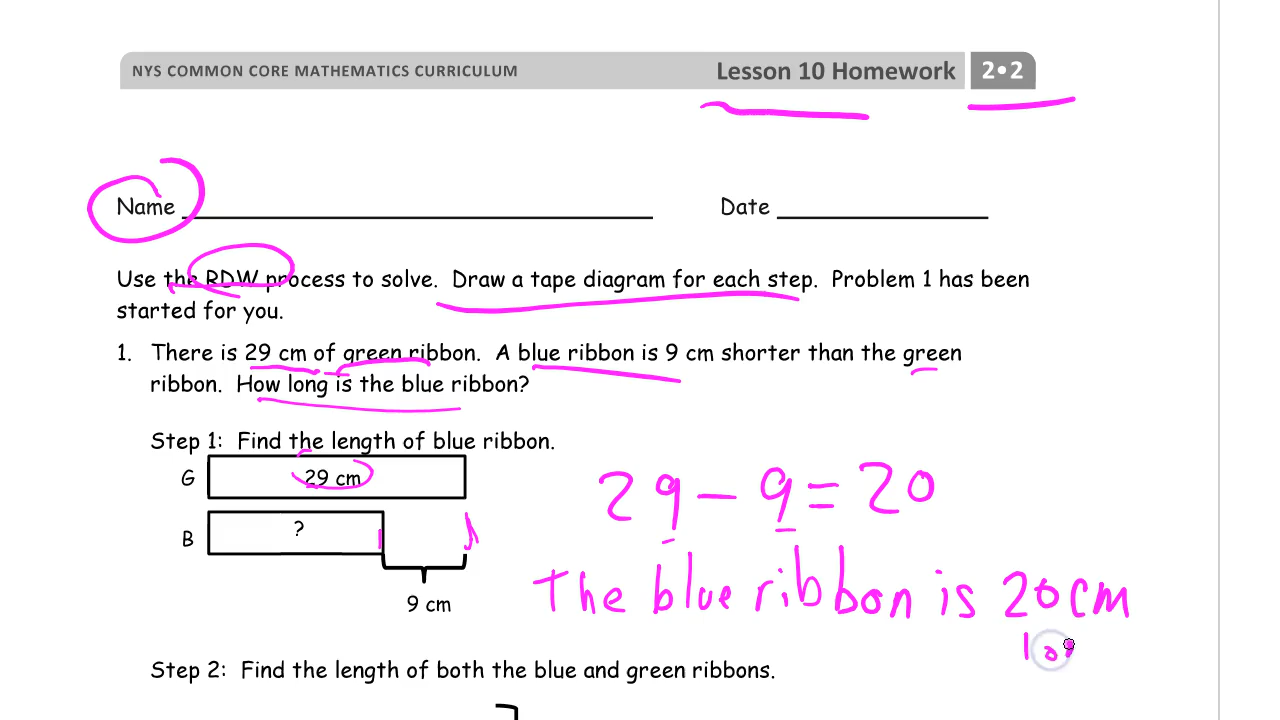 NYS COMMON CORE MATHEMATICS CURRICULUM Lesson 10 Homework 2•2
Name Date
Use the RDW process to solve. Draw a tape diagram for each step. Problem 1 has been
started for you.
1. There is 29 cm of green ribbon. A blue ribbon is 9 cm shorter than the green
ribbon. How long is the blue ribbon?
Step 1: Find the length of blue ribbon.
G 29 cm
29 - 9 = 20
B ?
9 cm
The blue ribbon is 20 cm
Step 2: Find the length of both the blue and green ribbons.